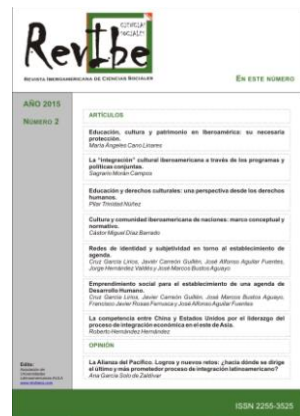 CIENCIAS
SOCIALES
RevIbe
REVISTA IBEROAMERICANA DE CIENCIAS SOCIALES
EN ESTE NÚMERO
AÑO 2015
NÚMERO 2
ARTÍCULOS
Educación, cultura y patrimonio en Iberoamérica: su necesaria
protección.
María Ángeles Cano Linares
La "integración" cultural iberoamericana a través de los programas y
políticas conjuntas.
Sagrario Morán Campos
Educación y derechos culturales: una perspectiva desde los derechos
humanos.
Pilar Trinidad Núñez
Cultura y comunidad iberoamericana de naciones: marco conceptual y
normativo.
Cástor Miguel Díaz Barrado
Redes de identidad y subjetividad en torno al establecimiento de
agenda.
Cruz García Lirios, Javier Carreón Guillén, José Alfonso Aguilar Fuentes,
Jorge Hernández Valdés y José Marcos Bustos Aguayo
Emprendimiento social para el establecimiento de una agenda de
Desarrollo Humano.
Cruz García Lirios, Javier Carreón Guillén, José Marcos Bustos Aguayo,
Francisco Javier Rosas Ferrusca y José Alfonso Aguilar Fuentes
La competencia entre China y Estados Unidos por el liderazgo del
proceso de integración económica en el este de Asia.
Roberto Hernández Hernández
OPINIÓN
La Alianza del Pacífico. Logros y nuevos retos: ¿hacia dónde se dirige
el último y más prometedor proceso de integración latinoamericano?
Ana García Soto de Zaldívar
Edita:
ISSN 2255-3525